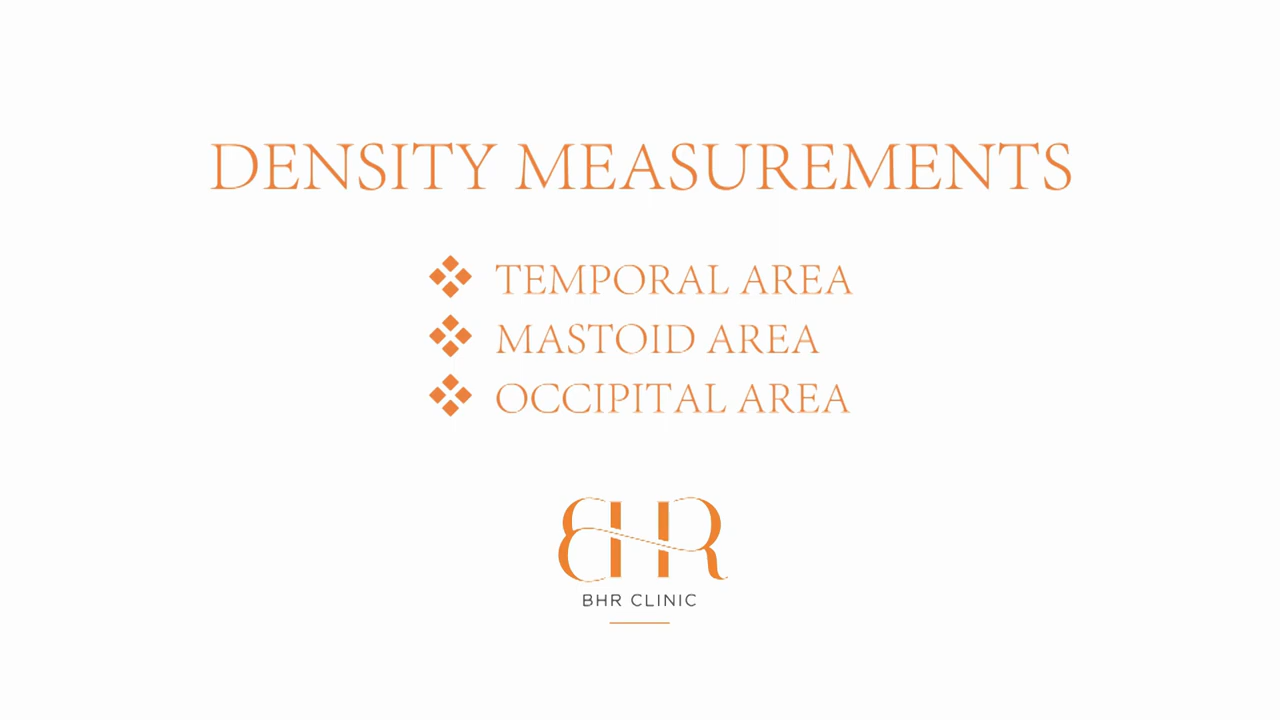 DENSITY MEASUREMENTS
❖ TEMPORAL AREA
❖ MASTOID AREA
❖ OCCIPITAL AREA
BHR
BHR CLINIC